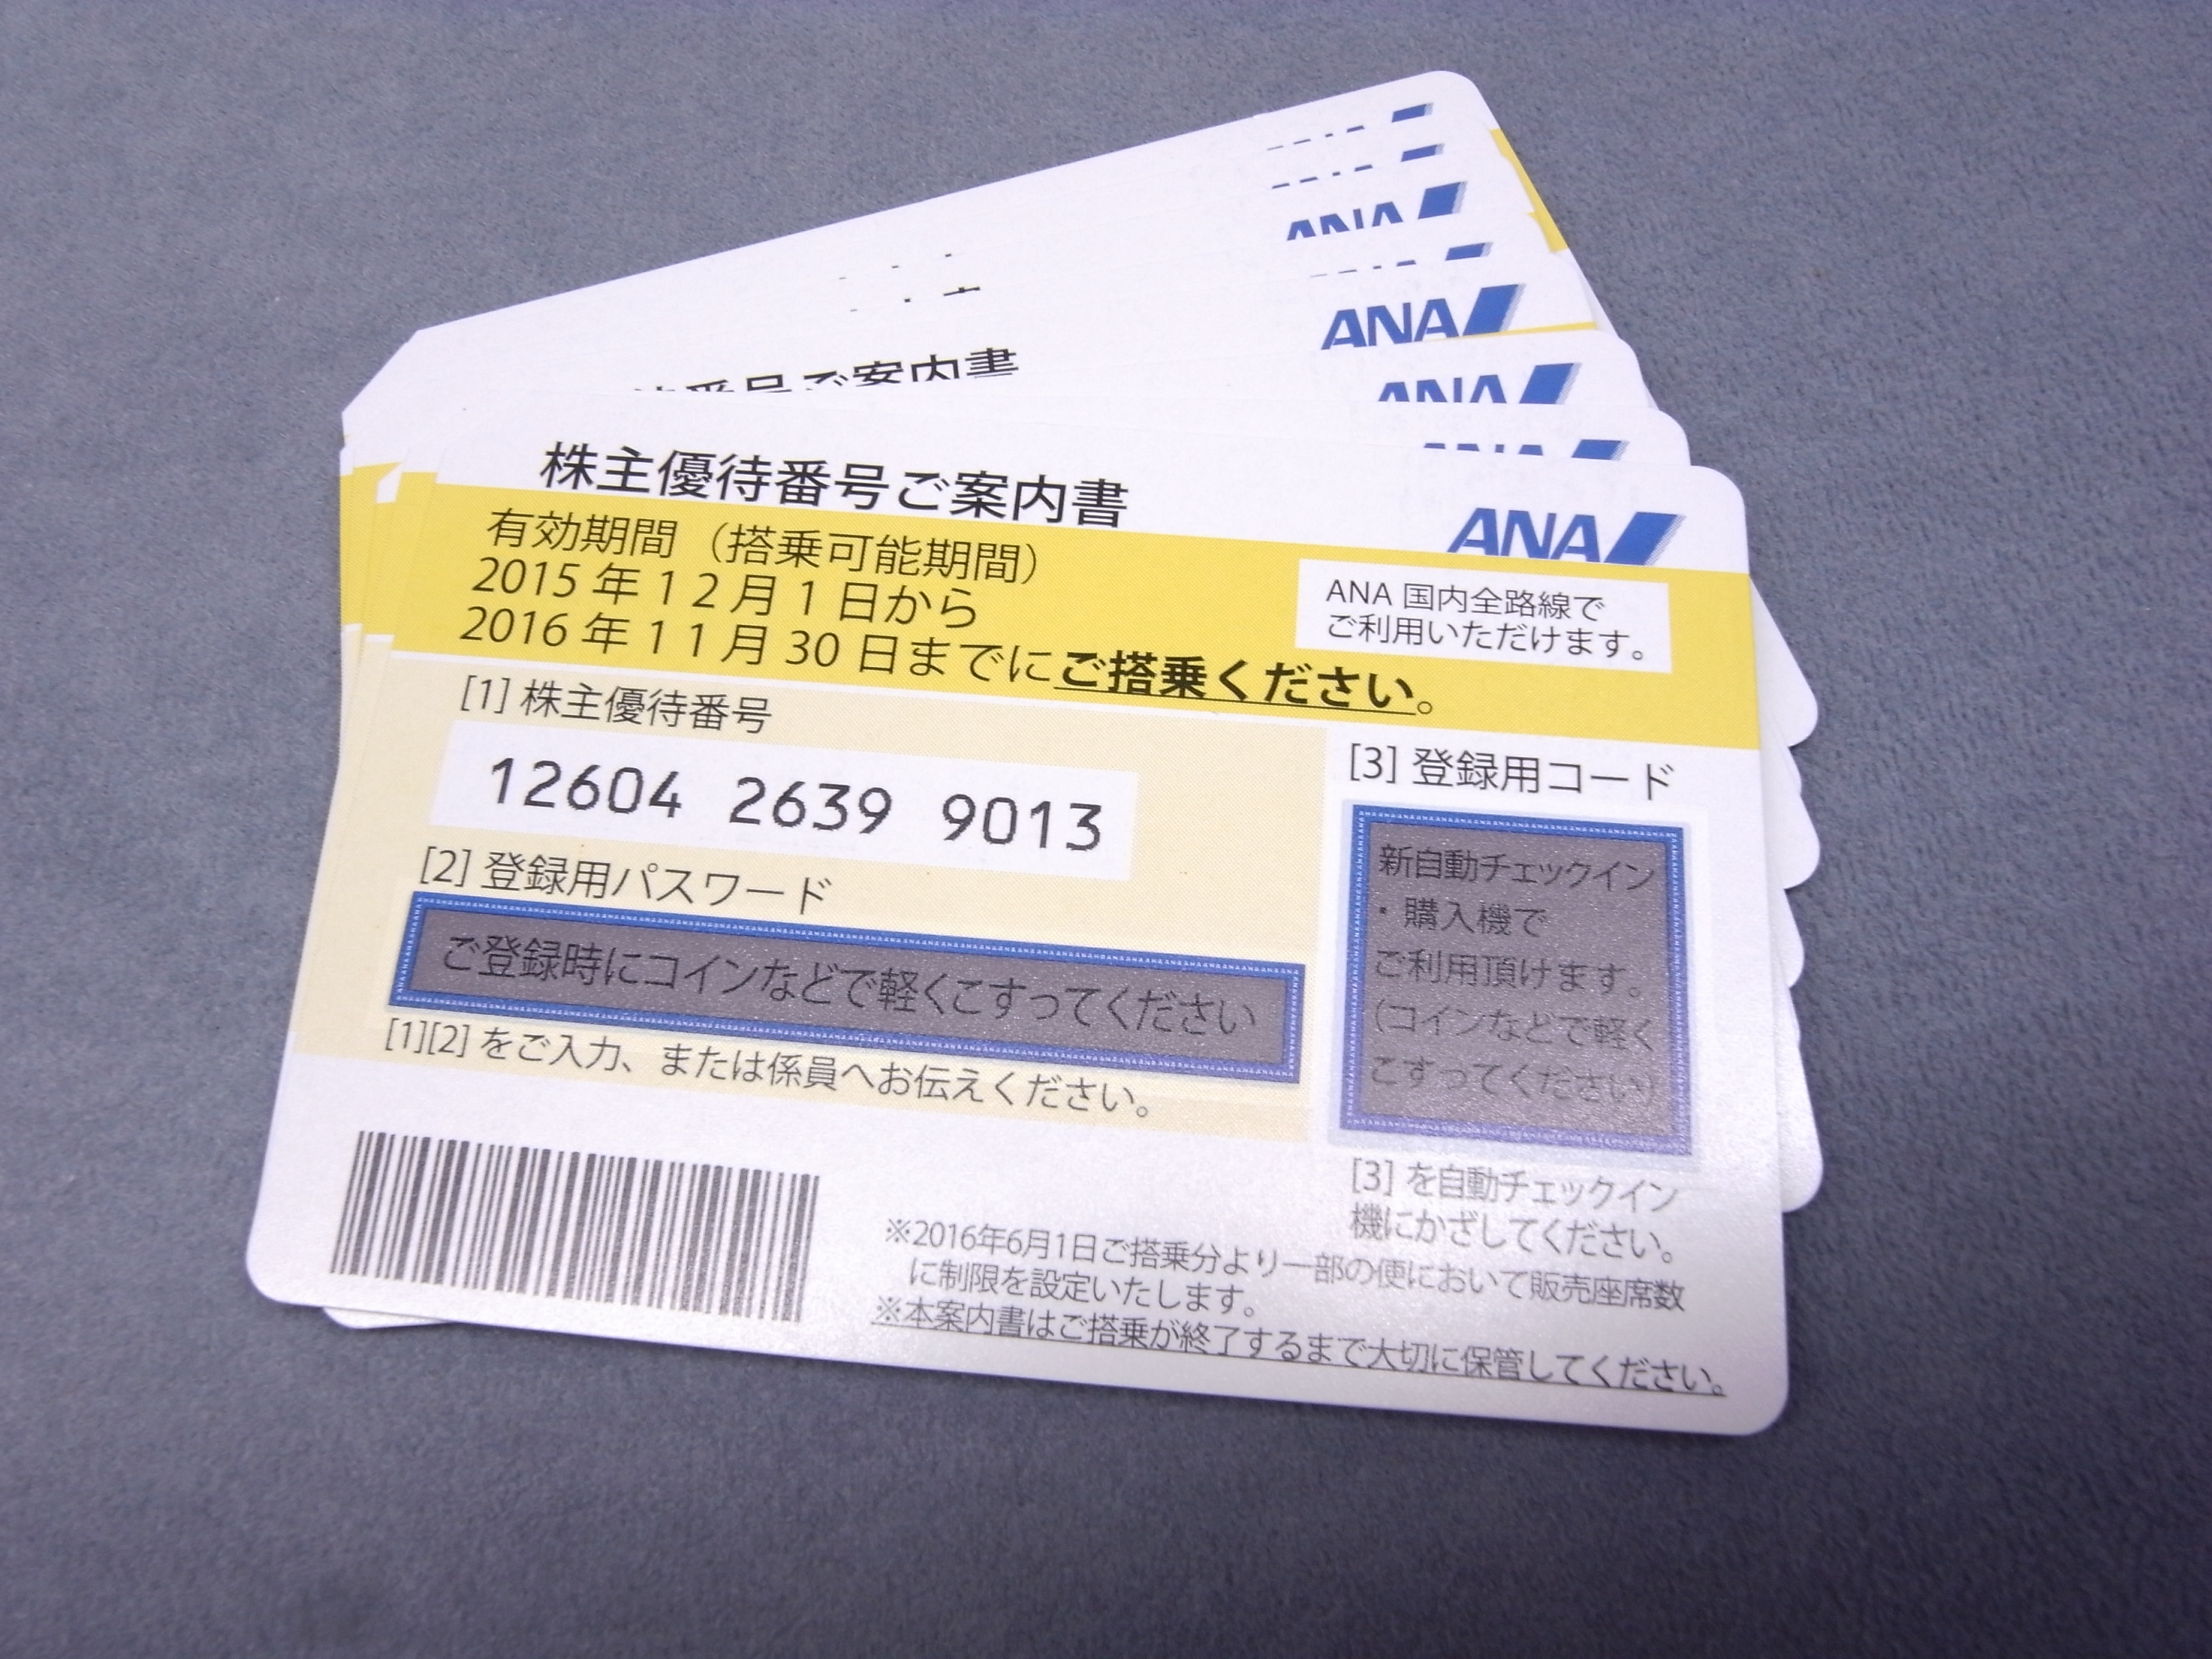 ANA
ANA
ANA
番号ご案内書
株主優待番号ご案内書
ANA
有効期間（搭乗可能期間）
2015年12月1日から
2016年11月30日までにご搭乗ください。
ANA国内全路線で
ご利用いただけます。
[1] 株主優待番号
12604 2639 9013
[2] 登録用パスワード
ご登録時にコインなどで軽くこすってください
[1][2] をご入力、または係員へお伝えください。
[3] 登録用コード
新自動チェックイン
・購入機で
ご利用頂けます。
（コインなどで軽く
こすってください）
[3] を自動チェックイン
機にかざしてください。
※2016年6月1日ご搭乗分より一部の便において販売座席数
に制限を設定いたします。
※本案内書はご搭乗が終了するまで大切に保管してください。